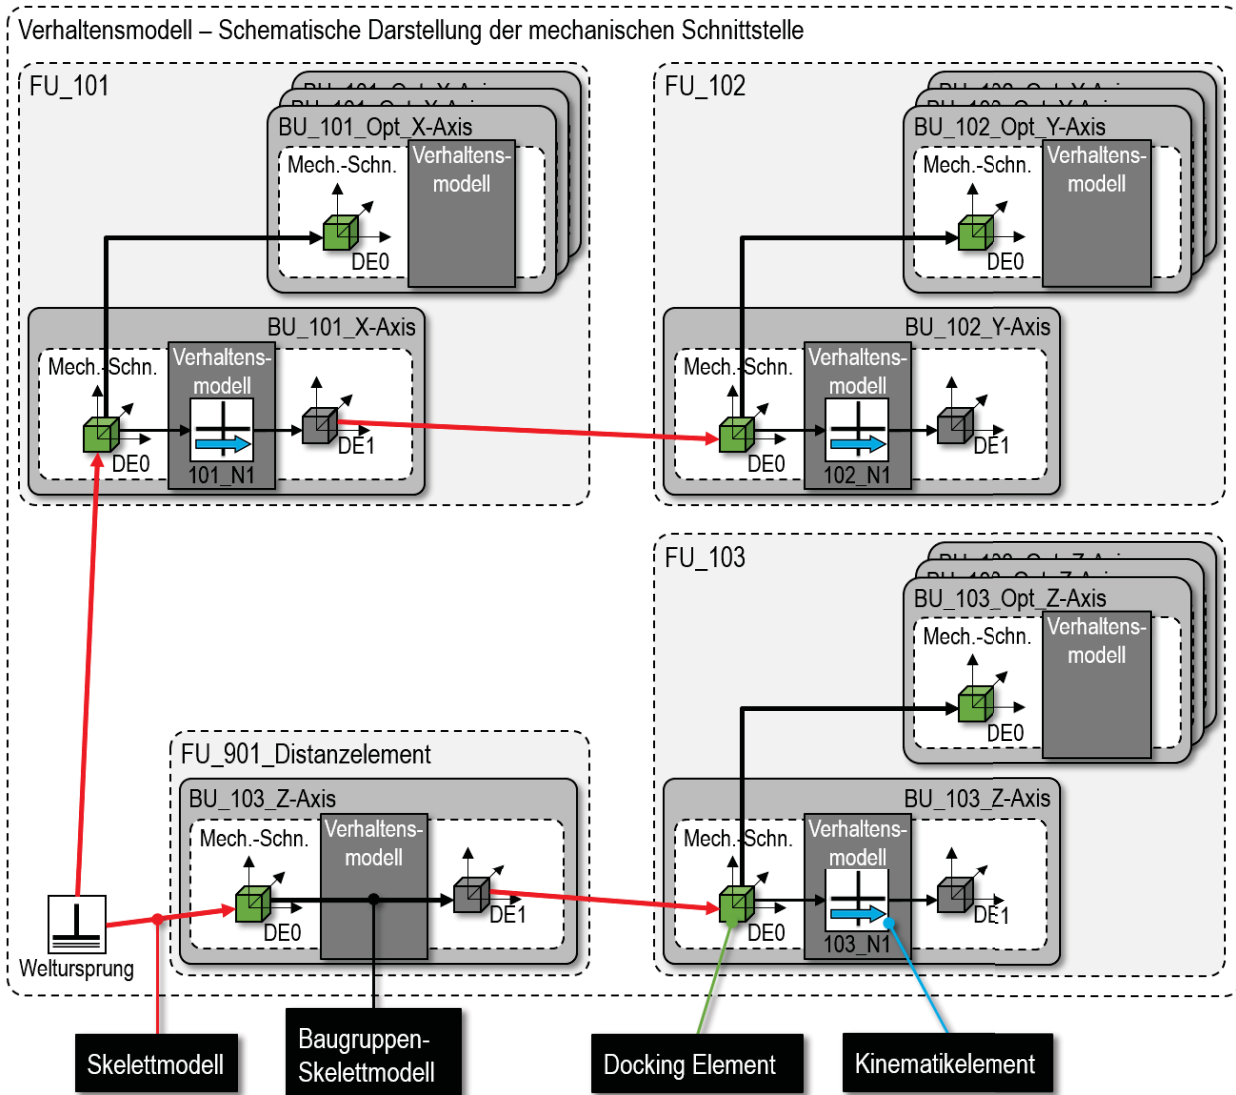 Verhaltensmodell – Schematische Darstellung der mechanischen Schnittstelle
FU_101
BU_101_Opt_X-Axis
Mech.-Schn.
Verhaltens-
modell
DE0
BU_101_X-Axis
Mech.-Schn.
Verhaltens-
modell
DE0
101_N1
DE1
FU_102
BU_102_Opt_Y-Axis
Mech.-Schn.
Verhaltens-
modell
DE0
BU_102_Y-Axis
Mech.-Schn.
Verhaltens-
modell
DE0
102_N1
DE1
FU_103
BU_103_Opt_Z-Axis
Mech.-Schn.
Verhaltens-
modell
DE0
BU_103_Z-Axis
Mech.-Schn.
Verhaltens-
modell
DE0
103_N1
DE1
FU_901_Distanzelement
BU_103_Z-Axis
Mech.-Schn.
Verhaltens-
modell
DE0
DE1
Weltursprung
Skelettmodell
Baugruppen-
Skelettmodell
Docking Element
Kinematikelement